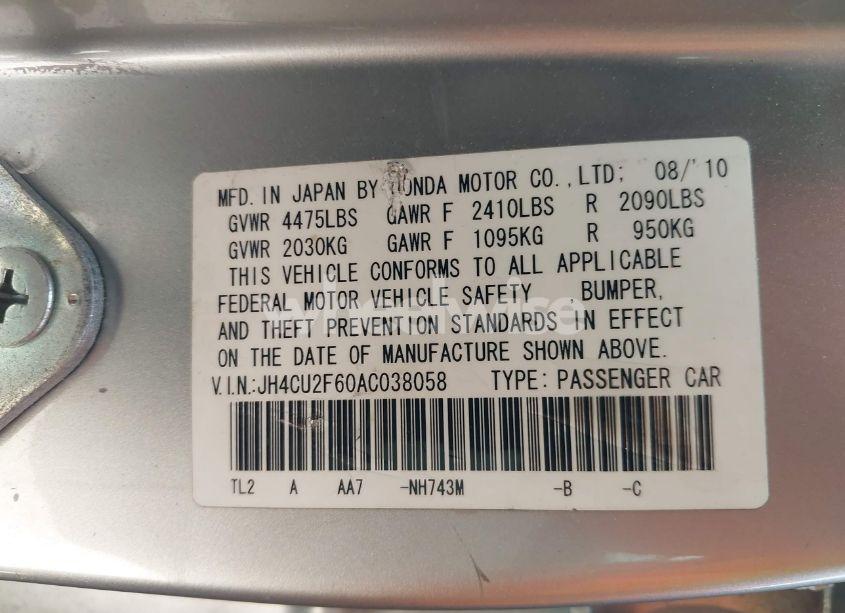 MFD. IN JAPAN BY HONDA MOTOR CO.,LTD; 08/'10
GVWR 4475LBS GAWR F 2410LBS R 2090LBS
GVWR 2030KG GAWR F 1095KG R 950KG
THIS VEHICLE CONFORMS TO ALL APPLICABLE
FEDERAL MOTOR VEHICLE SAFETY , BUMPER,
AND THEFT PREVENTION STANDARDS IN EFFECT
ON THE DATE OF MANUFACTURE SHOWN ABOVE.
V.I.N.:JH4CU2F60AC038058 TYPE: PASSENGER CAR
TL2 A AA7 -NH743M -B -C